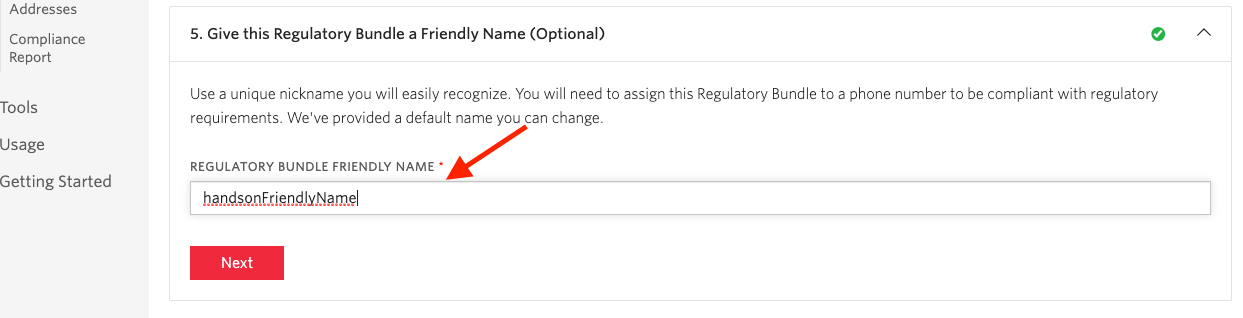 Addresses
Compliance
Report
Tools
Usage
Getting Started
5. Give this Regulatory Bundle a Friendly Name (Optional)
Use a unique nickname you will easily recognize. You will need to assign this Regulatory Bundle to a phone number to be compliant with regulatory
requirements. We've provided a default name you can change.
REGULATORY BUNDLE FRIENDLY NAME *
handsonFriendlyName
Next